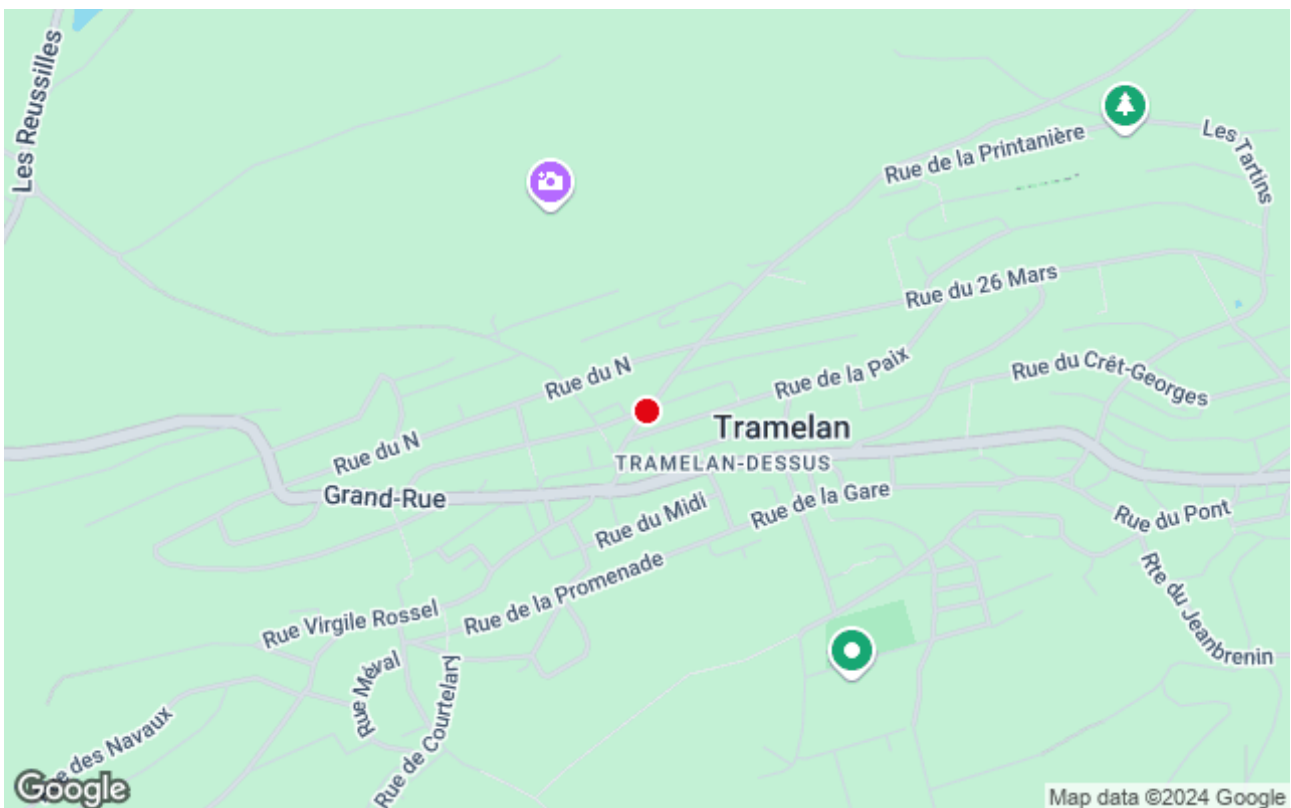 Les Reussilles
Rue de la Printanière
Les Tartins
Rue du 26 Mars
Rue du N
Rue de la Paix
Rue du Crêt-Georges
Tramelan
TRAMELAN-DESSUS
Rue du N
Grand-Rue
Rue du Midi
Rue de la Gare
Rue du Pont
Rue de la Promenade
Rte du Jeanbrenin
Rue Virgile Rossel
Rue Méval
Rue de Courtelary
Rue des Navaux
Google
Map data ©2024 Google